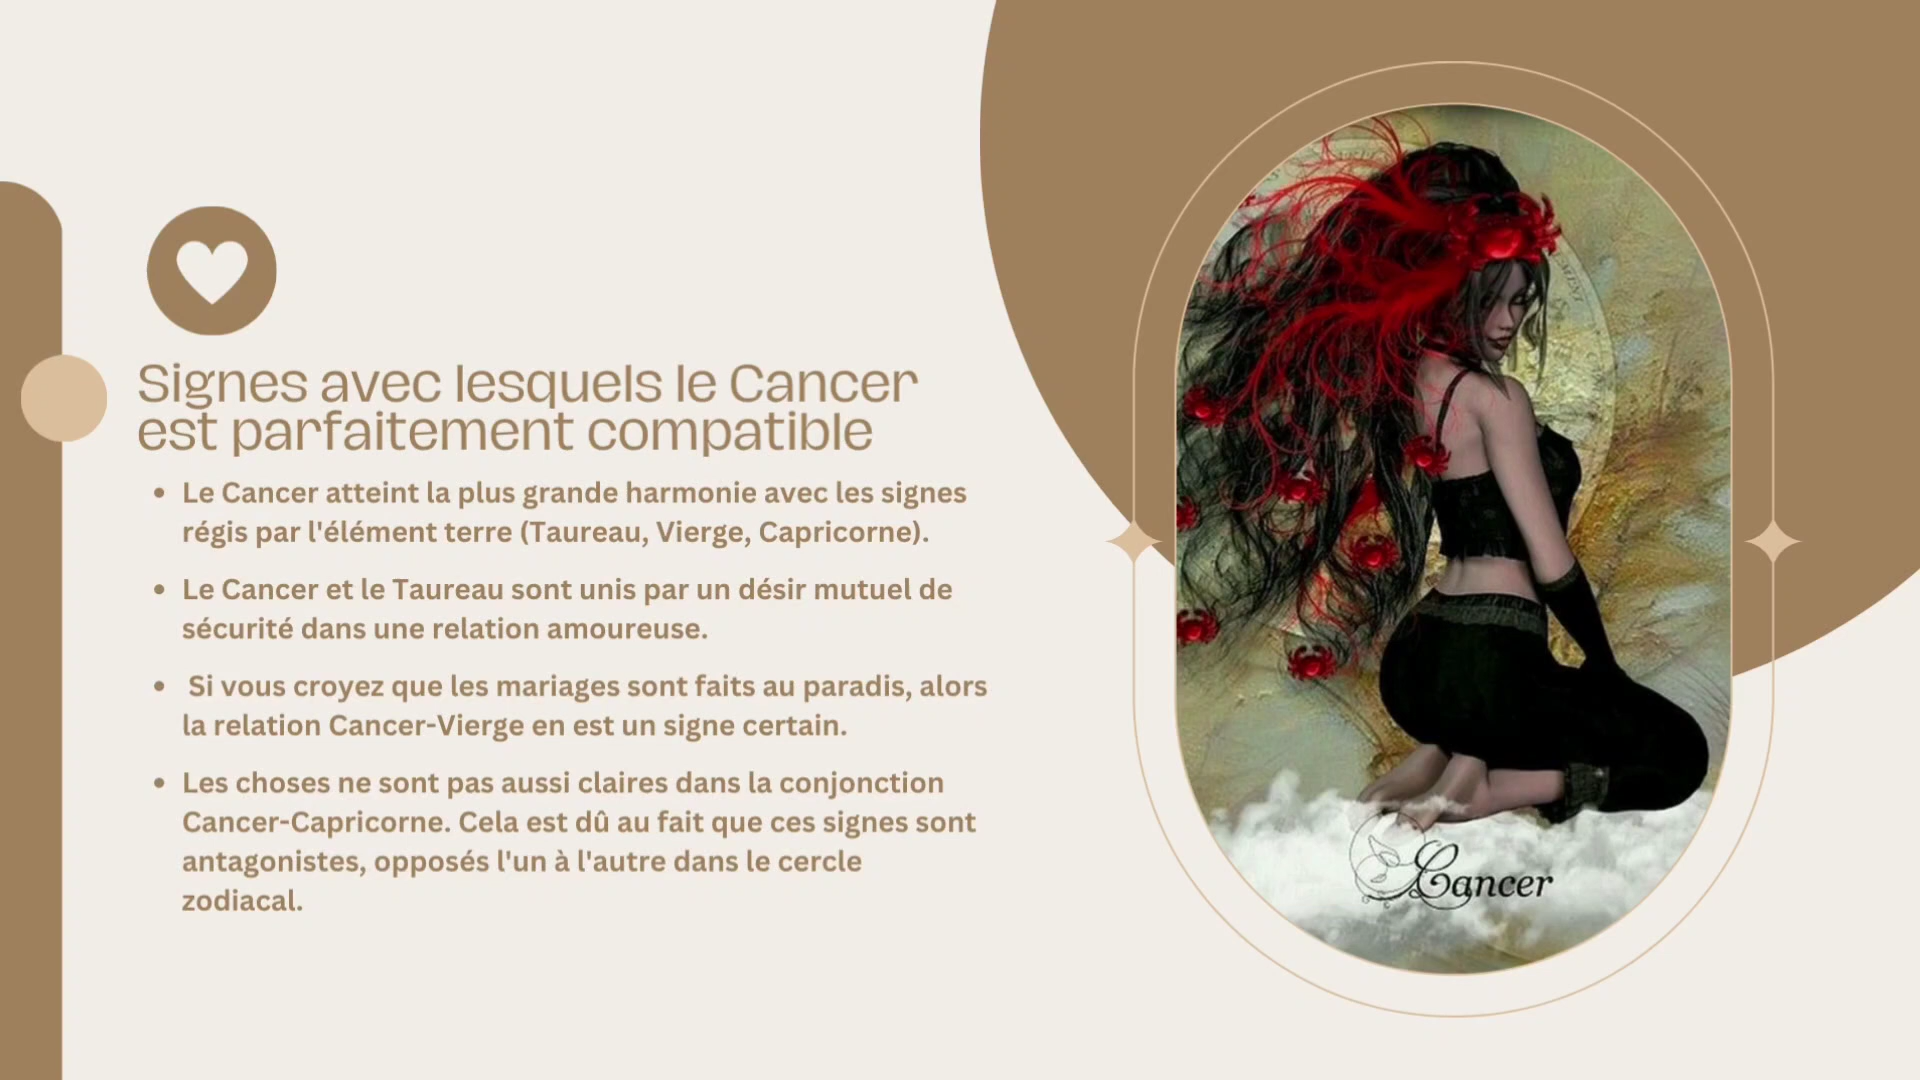 Signes avec lesquels le Cancer
est parfaitement compatible
• Le Cancer atteint la plus grande harmonie avec les signes
régis par l'élément terre (Taureau, Vierge, Capricorne).
• Le Cancer et le Taureau sont unis par un désir mutuel de
sécurité dans une relation amoureuse.
• Si vous croyez que les mariages sont faits au paradis, alors
la relation Cancer-Vierge en est un signe certain.
• Les choses ne sont pas aussi claires dans la conjonction
Cancer-Capricorne. Cela est dû au fait que ces signes sont
antagonistes, opposés l'un à l'autre dans le cercle
zodiacal.
Cancer